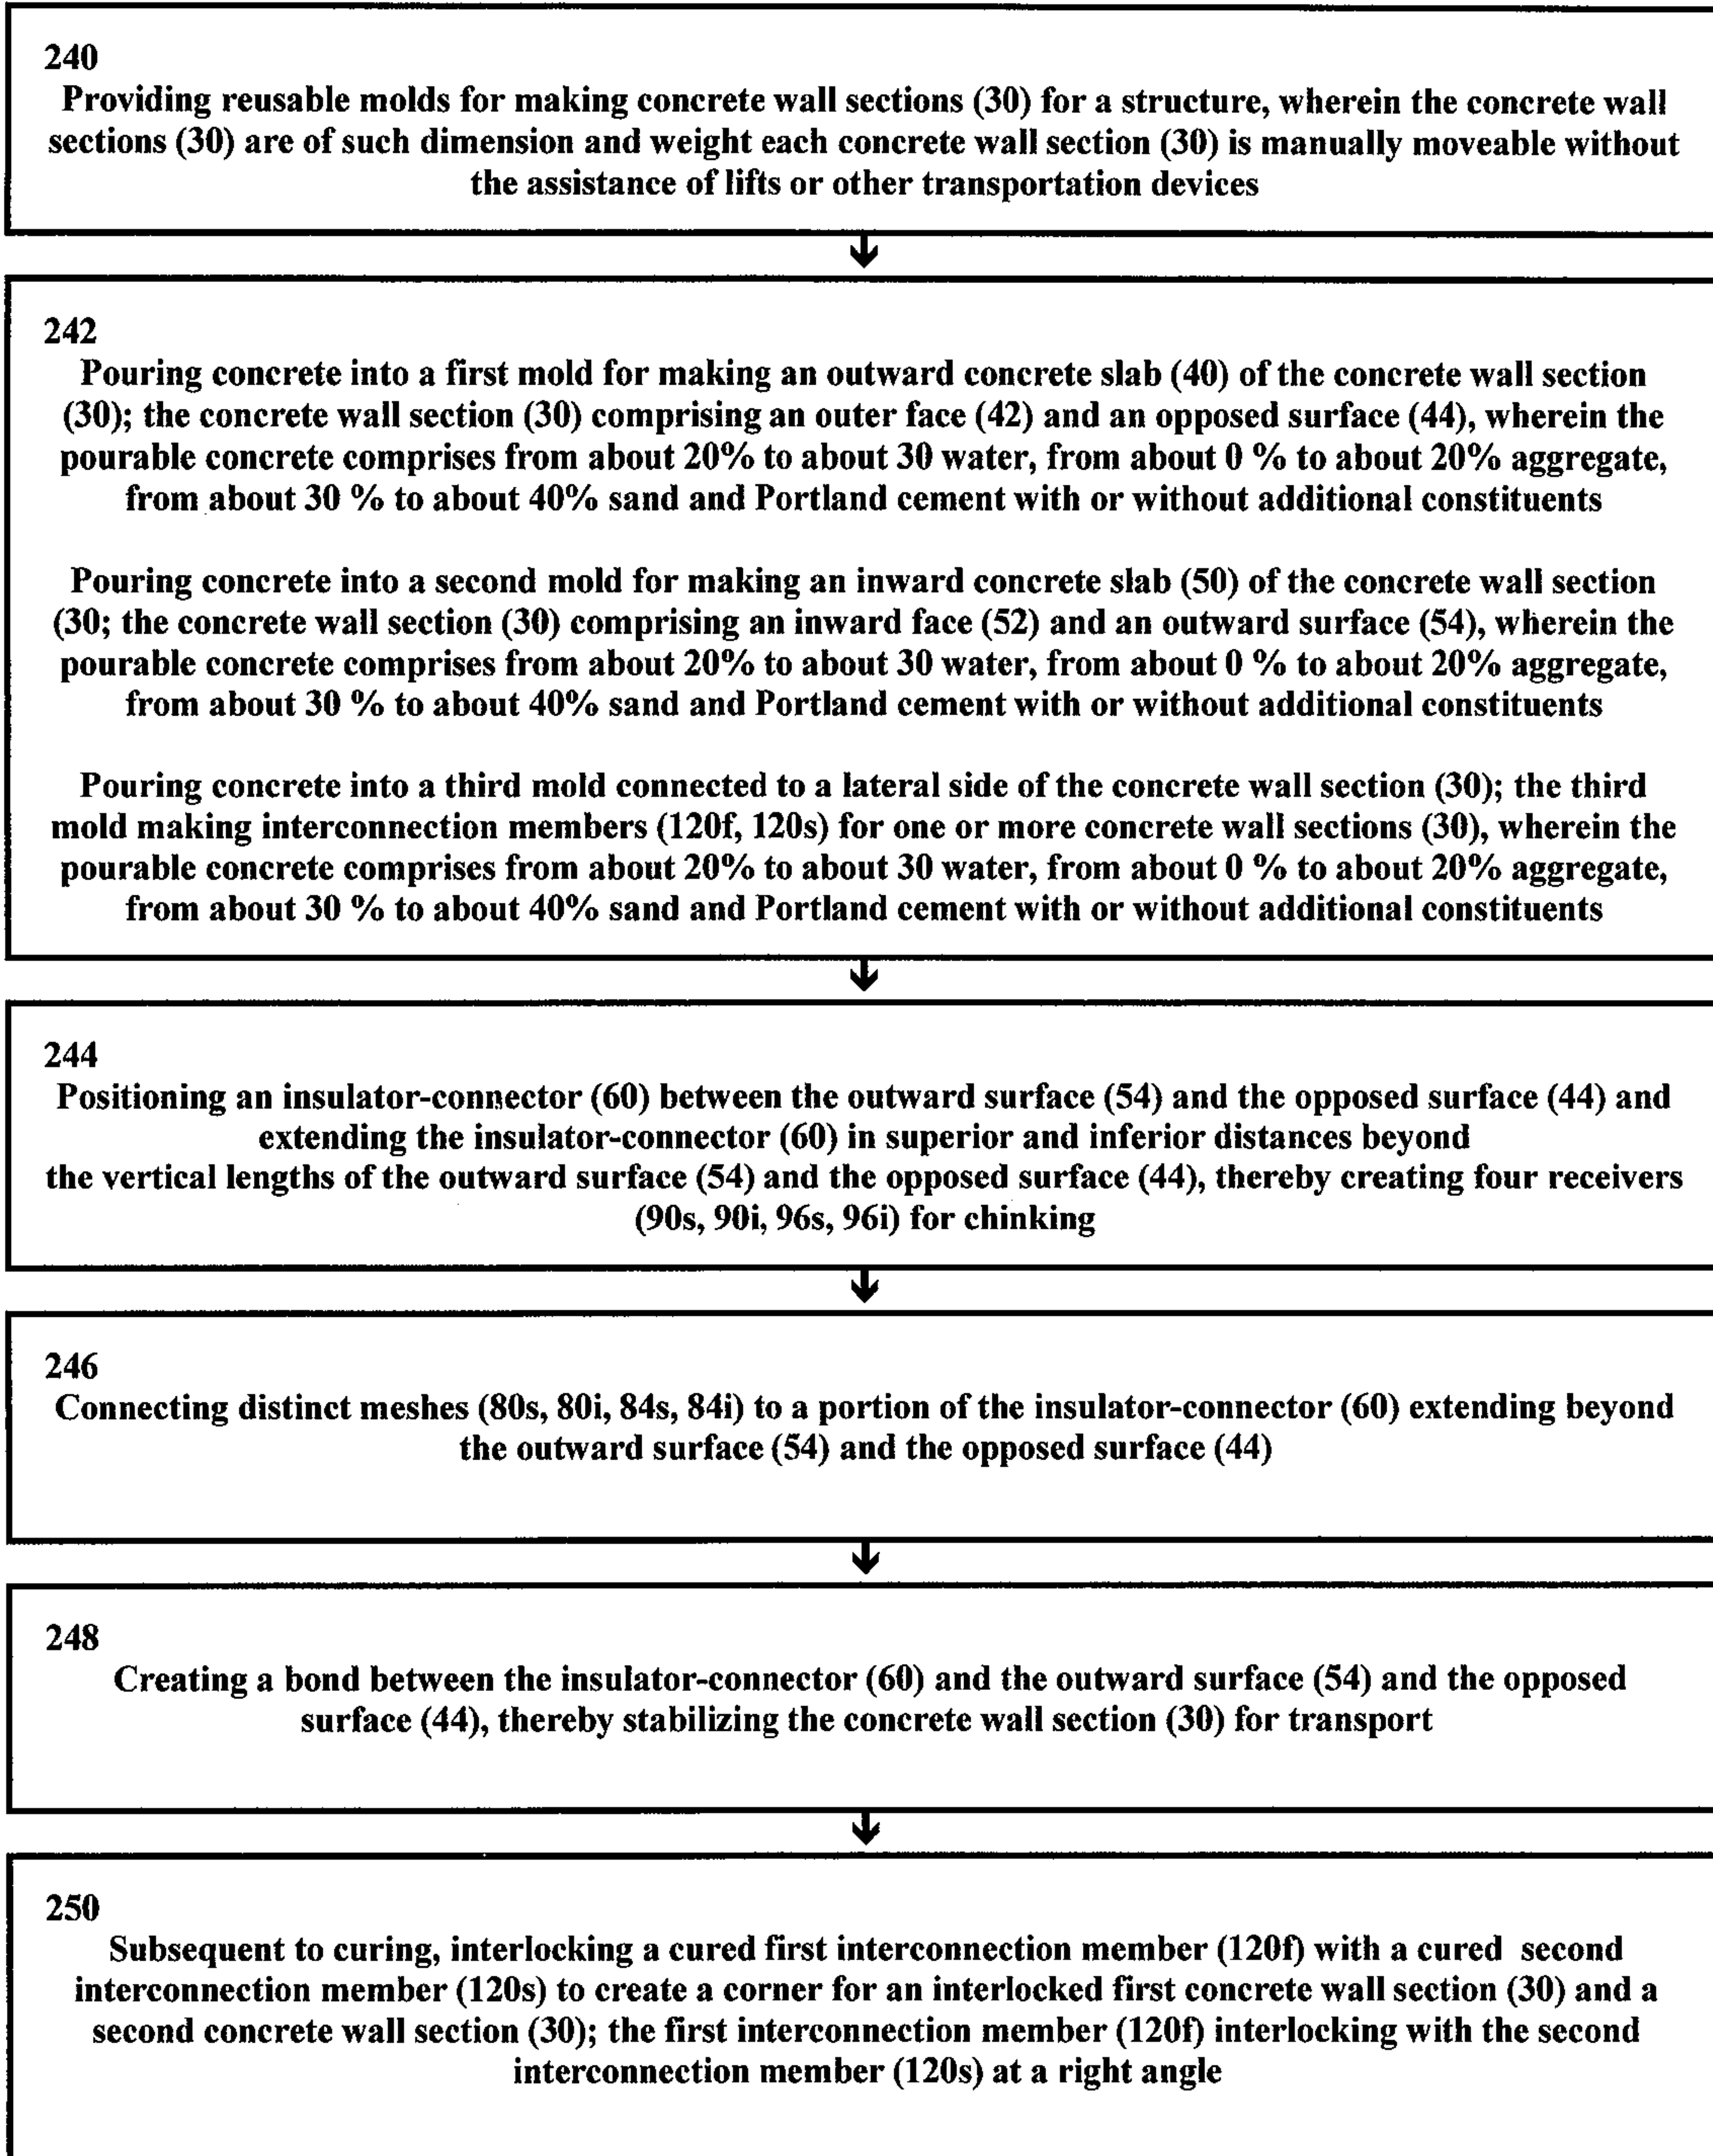 240
Providing reusable molds for making concrete wall sections (30) for a structure, wherein the concrete wall
sections (30) are of such dimension and weight each concrete wall section (30) is manually moveable without
the assistance of lifts or other transportation devices
242
Pouring concrete into a first mold for making an outward concrete slab (40) of the concrete wall section
(30); the concrete wall section (30) comprising an outer face (42) and an opposed surface (44), wherein the
pourable concrete comprises from about 20% to about 30 water, from about 0 % to about 20% aggregate,
from about 30 % to about 40% sand and Portland cement with or without additional constituents
Pouring concrete into a second mold for making an inward concrete slab (50) of the concrete wall section
(30; the concrete wall section (30) comprising an inward face (52) and an outward surface (54), wherein the
pourable concrete comprises from about 20% to about 30 water, from about 0 % to about 20% aggregate,
from about 30 % to about 40% sand and Portland cement with or without additional constituents
Pouring concrete into a third mold connected to a lateral side of the concrete wall section (30); the third
mold making interconnection members (120f, 120s) for one or more concrete wall sections (30), wherein the
pourable concrete comprises from about 20% to about 30 water, from about 0 % to about 20% aggregate,
from about 30 % to about 40% sand and Portland cement with or without additional constituents
244
Positioning an insulator-connector (60) between the outward surface (54) and the opposed surface (44) and
extending the insulator-connector (60) in superior and inferior distances beyond
the vertical lengths of the outward surface (54) and the opposed surface (44), thereby creating four receivers
(90s, 90i, 96s, 96i) for chinking
246
Connecting distinct meshes (80s, 80i, 84s, 84i) to a portion of the insulator-connector (60) extending beyond
the outward surface (54) and the opposed surface (44)
248
Creating a bond between the insulator-connector (60) and the outward surface (54) and the opposed
surface (44), thereby stabilizing the concrete wall section (30) for transport
250
Subsequent to curing, interlocking a cured first interconnection member (120f) with a cured second
interconnection member (120s) to create a corner for an interlocked first concrete wall section (30) and a
second concrete wall section (30); the first interconnection member (120f) interlocking with the second
interconnection member (120s) at a right angle